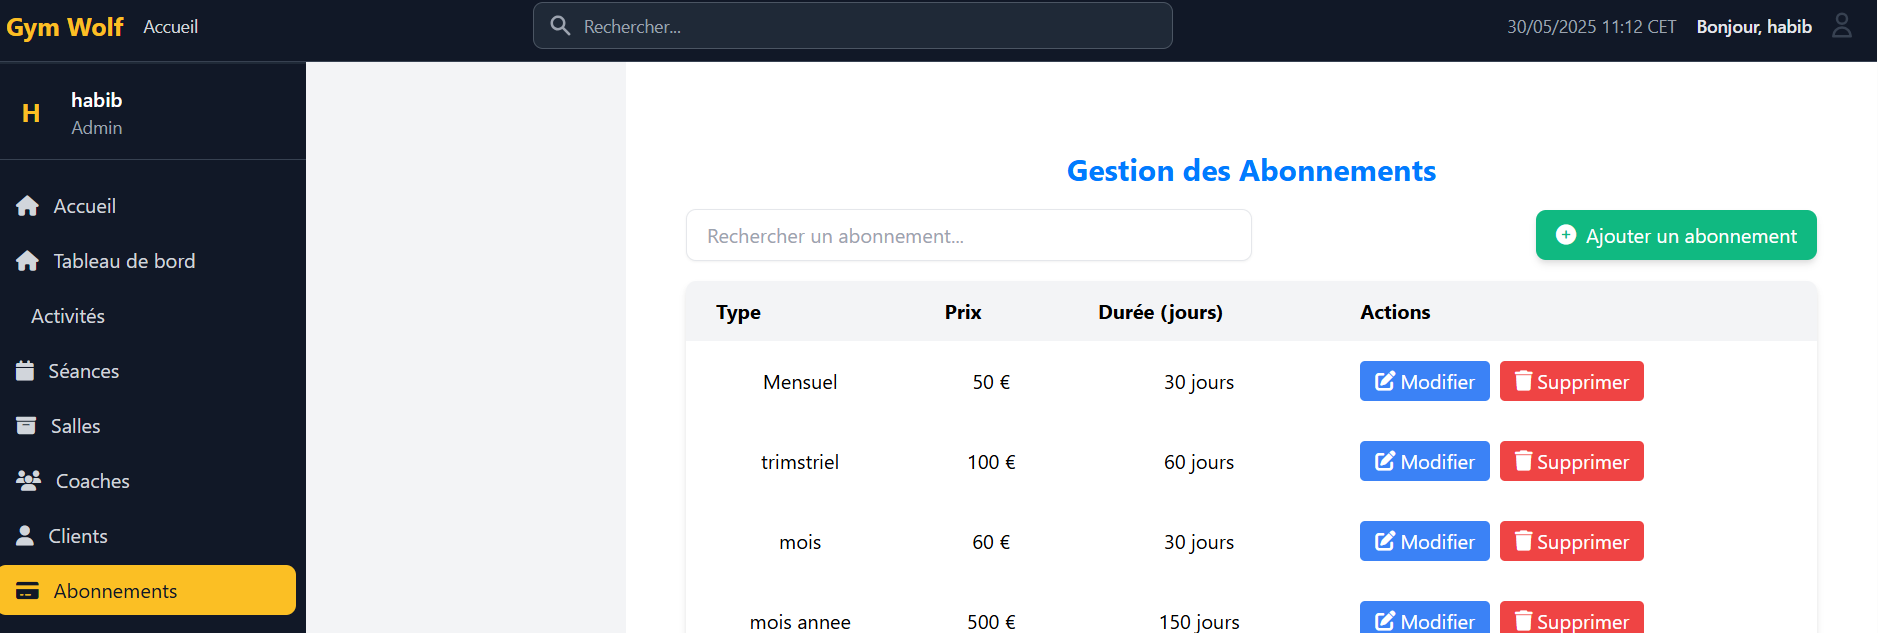 Gym Wolf Accueil Rechercher... 30/05/2025 11:12 CET Bonjour, habib
H habib
Admin
Accueil
Tableau de bord
Activités
Séances
Salles
Coaches
Clients
Abonnements
Gestion des Abonnements
Rechercher un abonnement... Ajouter un abonnement
Type Prix Durée (jours) Actions
Mensuel 50 € 30 jours Modifier Supprimer
trimstriel 100 € 60 jours Modifier Supprimer
mois 60 € 30 jours Modifier Supprimer
mois annee 500 € 150 jours Modifier Supprimer